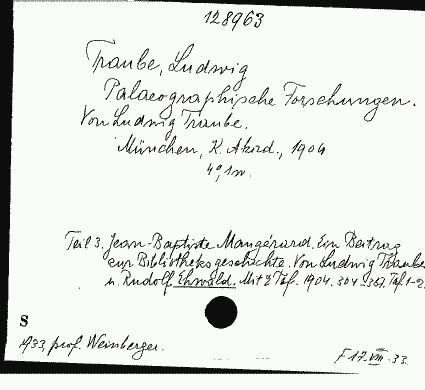 128963
Traube, Ludwig
Palaeographische Forschungen.
Von Ludwig Traube.
München, K. Akad., 1904
4°, 1 w.
Teil 3. Jean-Baptiste Maugérard. Ein Beitrag
zur Bibliotheksgeschichte. Von Ludwig Traube
u. Rudolf Ehwald. Mit 2 Taf. 1904. 304-387. Taf. 1-2.
S
1933, prof. Weinberger.
F 17. VIII. 33.